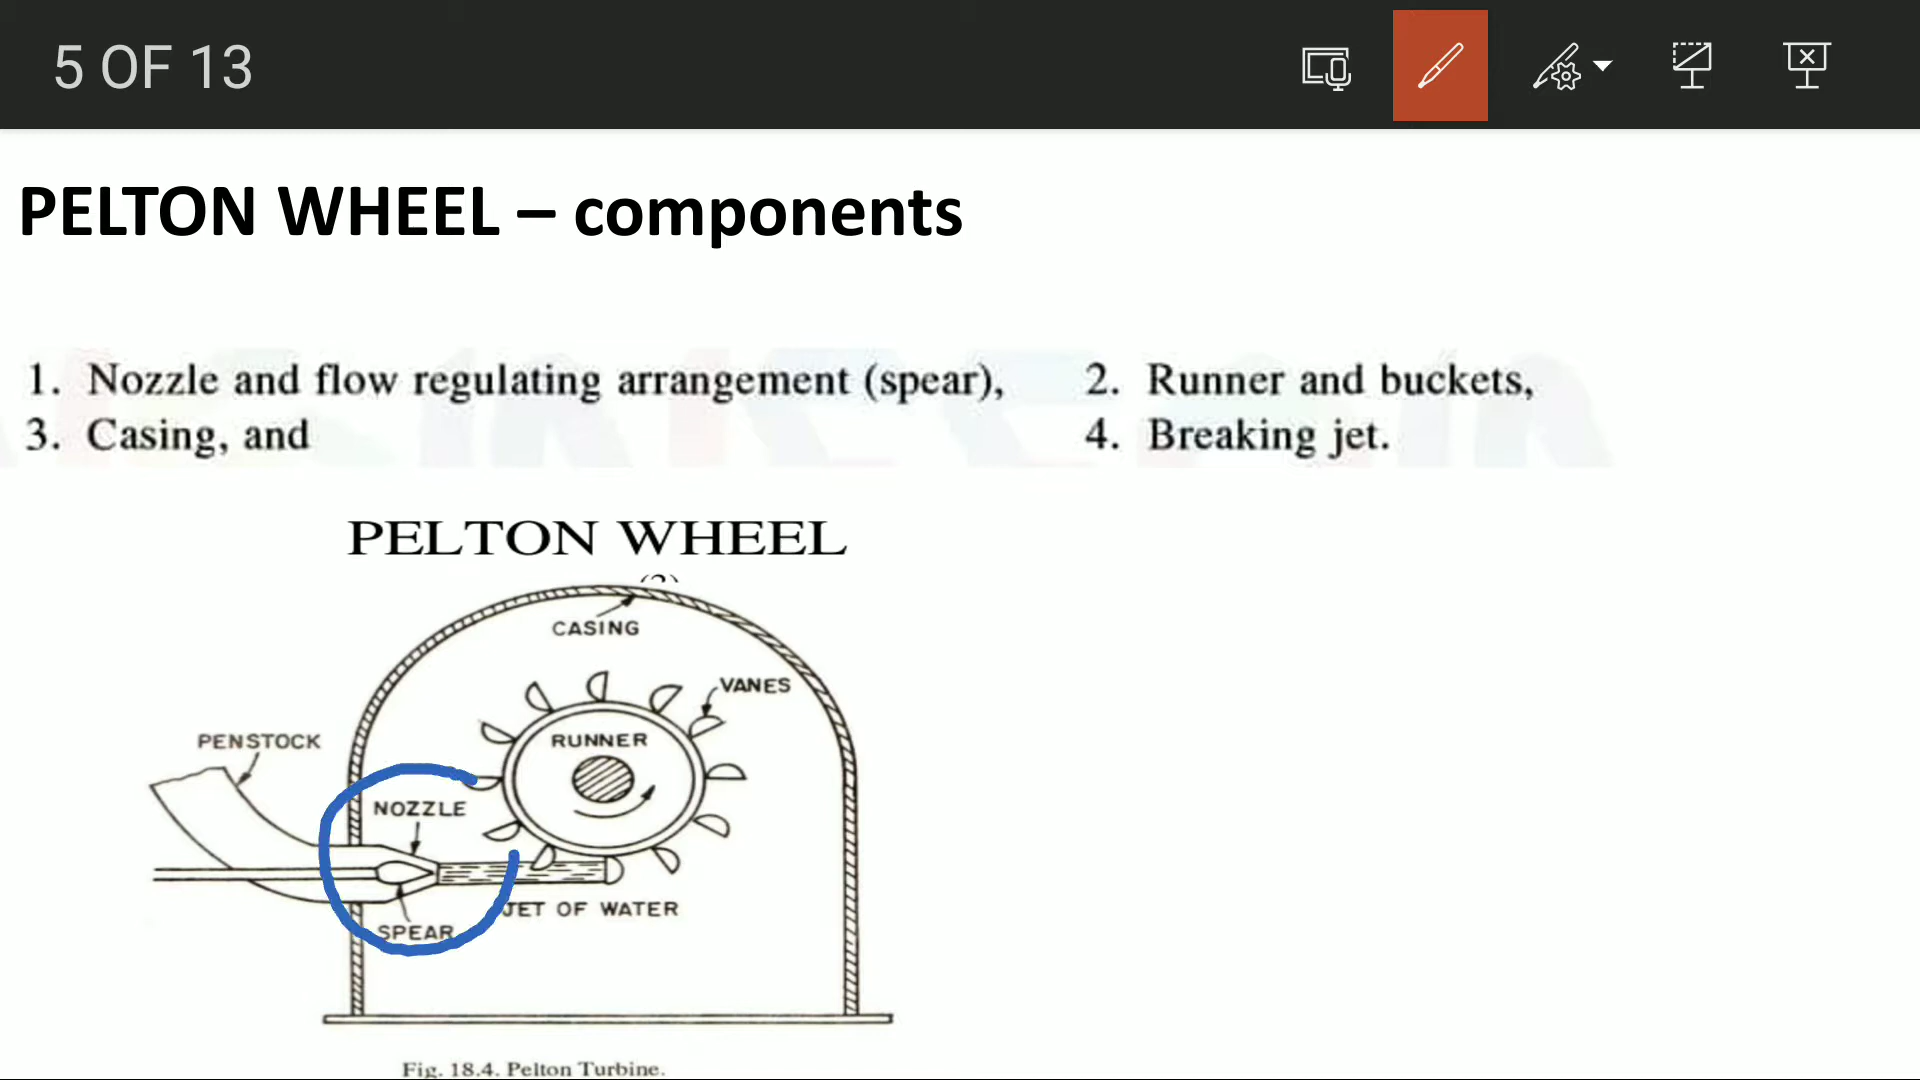 5 OF 13
PELTON WHEEL – components
1. Nozzle and flow regulating arrangement (spear), 2. Runner and buckets,
3. Casing, and 4. Breaking jet.
PELTON WHEEL
CASING
VANES
RUNNER
PENSTOCK
NOZZLE
JET OF WATER
SPEAR
Fig. 18.4. Pelton Turbine.